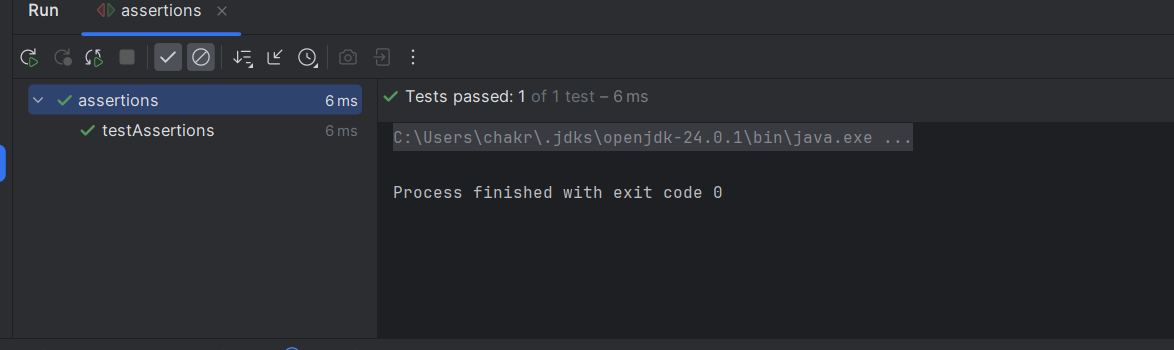 Run assertions
assertions 6 ms
testAssertions 6 ms
Tests passed: 1 of 1 test – 6 ms
C:\Users\chakr\.jdks\openjdk-24.0.1\bin\java.exe ...
Process finished with exit code 0